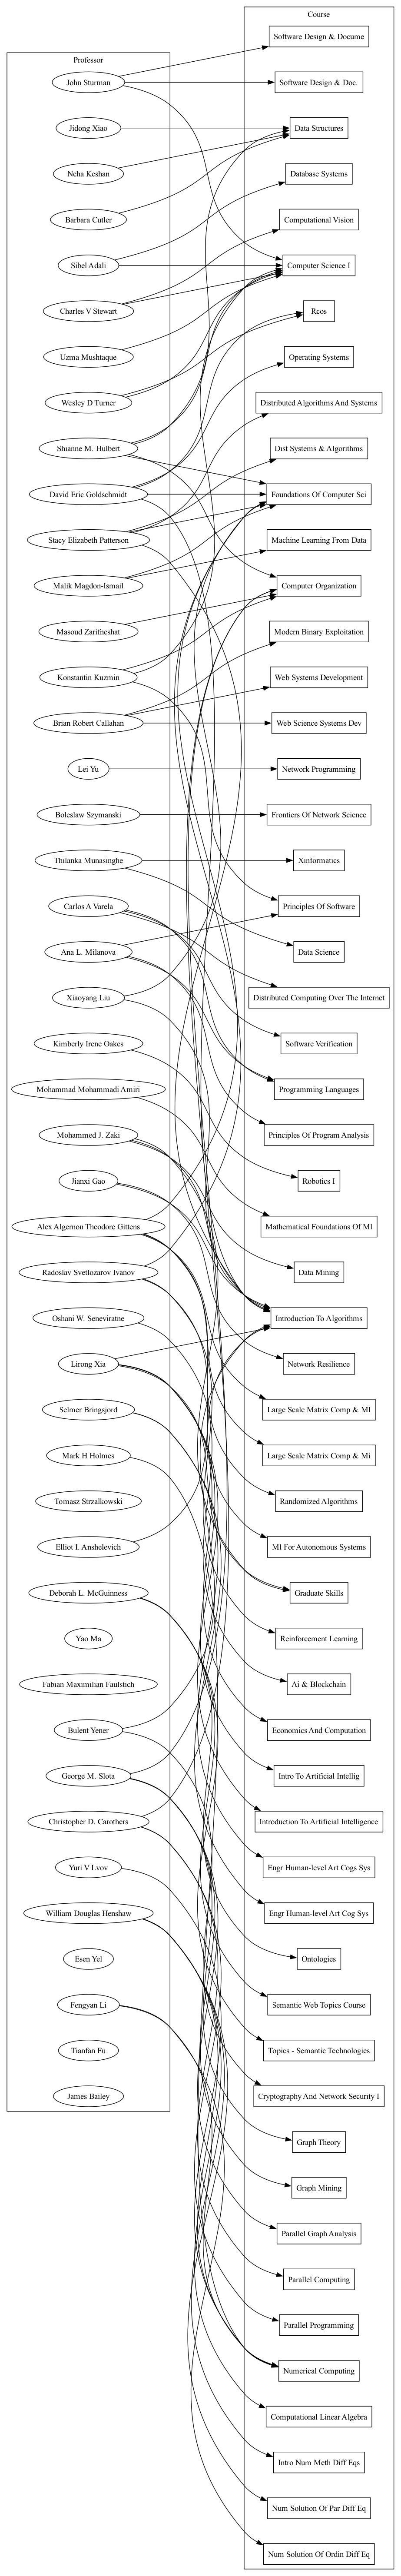 Course
Software Design & Docume
Professor
John Sturman
Software Design & Doc.
Jidong Xiao
Data Structures
Neha Keshan
Database Systems
Barbara Cutler
Computational Vision
Sibel Adali
Computer Science I
Charles V Stewart
Rcos
Uzma Mushtaque
Operating Systems
Wesley D Turner
Distributed Algorithms And Systems
Shianne M. Hulbert
Dist Systems & Algorithms
David Eric Goldschmidt
Foundations Of Computer Sci
Stacy Elizabeth Patterson
Machine Learning From Data
Malik Magdon-Ismail
Computer Organization
Masoud Zarifneshat
Modern Binary Exploitation
Konstantin Kuzmin
Web Systems Development
Brian Robert Callahan
Web Science Systems Dev
Lei Yu
Network Programming
Boleslaw Szymanski
Frontiers Of Network Science
Thilanka Munasinghe
Xinformatics
Carlos A Varela
Principles Of Software
Ana L. Milanova
Data Science
Xiaoyang Liu
Distributed Computing Over The Internet
Kimberly Irene Oakes
Software Verification
Mohammad Mohammadi Amiri
Programming Languages
Mohammed J. Zaki
Principles Of Program Analysis
Jianxi Gao
Robotics I
Alex Algernon Theodore Gittens
Mathematical Foundations Of Ml
Radoslav Svetlozarov Ivanov
Data Mining
Oshani W. Seneviratne
Introduction To Algorithms
Lirong Xia
Network Resilience
Selmer Bringsjord
Large Scale Matrix Comp & Ml
Mark H Holmes
Large Scale Matrix Comp & Mi
Tomasz Strzalkowski
Randomized Algorithms
Elliot I. Anshelevich
Ml For Autonomous Systems
Deborah L. McGuinness
Graduate Skills
Yao Ma
Reinforcement Learning
Fabian Maximilian Faulstich
Ai & Blockchain
Bulent Yener
Economics And Computation
George M. Slota
Intro To Artificial Intellig
Christopher D. Carothers
Introduction To Artificial Intelligence
Yuri V Lvov
Engr Human-level Art Cogs Sys
William Douglas Henshaw
Engr Human-level Art Cog Sys
Esen Yel
Ontologies
Fengyan Li
Semantic Web Topics Course
Tianfan Fu
Topics - Semantic Technologies
James Bailey
Cryptography And Network Security I
Graph Theory
Graph Mining
Parallel Graph Analysis
Parallel Computing
Parallel Programming
Numerical Computing
Computational Linear Algebra
Intro Num Meth Diff Eqs
Num Solution Of Par Diff Eq
Num Solution Of Ordin Diff Eq